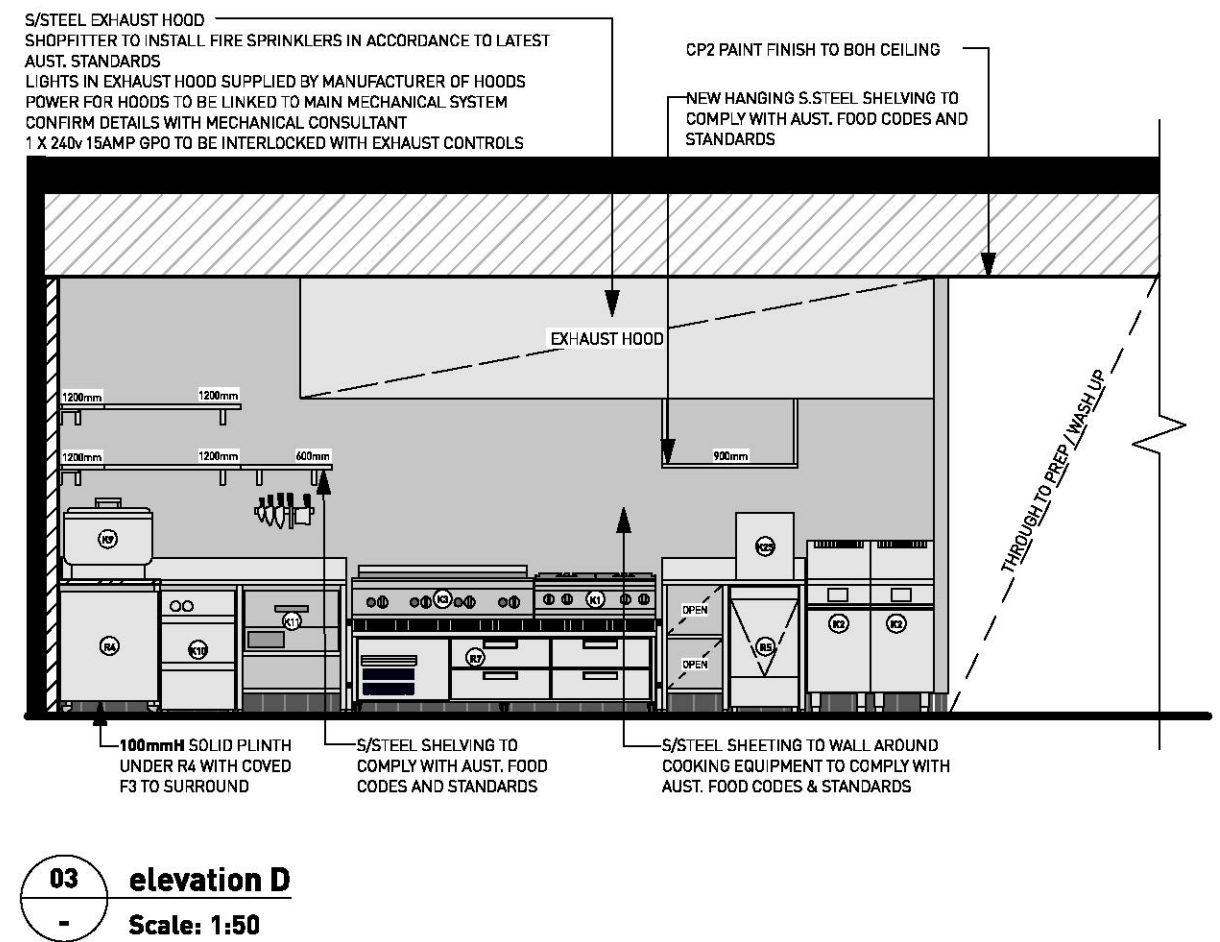 S/STEEL EXHAUST HOOD
SHOPFITTER TO INSTALL FIRE SPRINKLERS IN ACCORDANCE TO LATEST
AUST. STANDARDS
LIGHTS IN EXHAUST HOOD SUPPLIED BY MANUFACTURER OF HOODS
POWER FOR HOODS TO BE LINKED TO MAIN MECHANICAL SYSTEM
CONFIRM DETAILS WITH MECHANICAL CONSULTANT
1 X 240v 15AMP GPO TO BE INTERLOCKED WITH EXHAUST CONTROLS
CP2 PAINT FINISH TO BOH CEILING
NEW HANGING S.STEEL SHELVING TO
COMPLY WITH AUST. FOOD CODES AND
STANDARDS
EXHAUST HOOD
1200mm
1200mm
1200mm
1200mm
600mm
900mm
THROUGH TO PREP / WASH UP
K9
K25
K3
K1
OPEN
OPEN
K11
K10
R4
R7
R5
K2
K2
100mmH SOLID PLINTH
UNDER R4 WITH COVED
F3 TO SURROUND
S/STEEL SHELVING TO
COMPLY WITH AUST. FOOD
CODES AND STANDARDS
S/STEEL SHEETING TO WALL AROUND
COOKING EQUIPMENT TO COMPLY WITH
AUST. FOOD CODES & STANDARDS
03
-
elevation D
Scale: 1:50